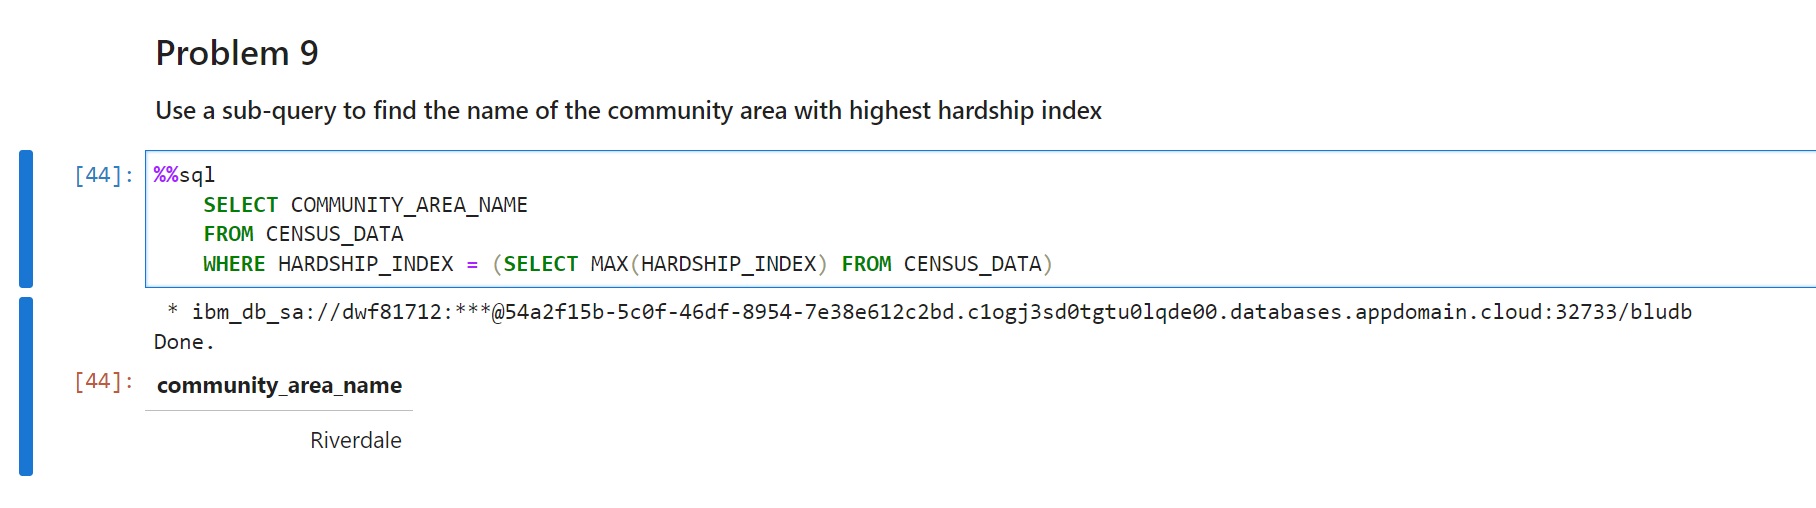 Problem 9
Use a sub-query to find the name of the community area with highest hardship index
[44]: %%sql
SELECT COMMUNITY_AREA_NAME
FROM CENSUS_DATA
WHERE HARDSHIP_INDEX = (SELECT MAX(HARDSHIP_INDEX) FROM CENSUS_DATA)
* ibm_db_sa://dwf81712:***@54a2f15b-5c0f-46df-8954-7e38e612c2bd.c1ogj3sd0tgtu0lqde00.databases.appdomain.cloud:32733/bludb
Done.
[44]: community_area_name
Riverdale